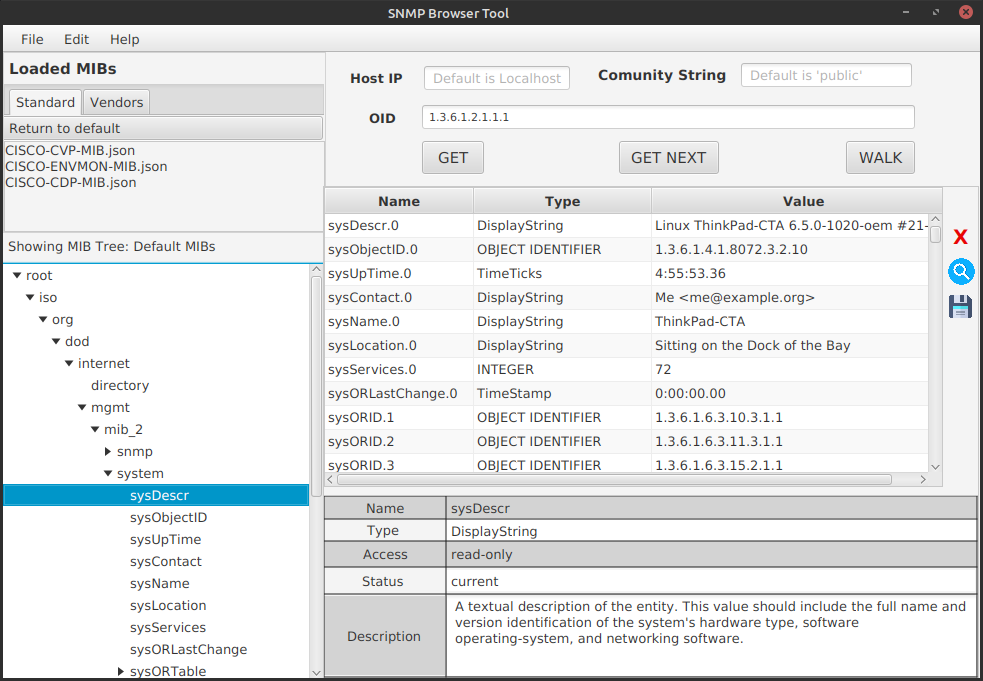 SNMP Browser Tool
File Edit Help
Loaded MIBs
Standard Vendors
Return to default
CISCO-CVP-MIB.json
CISCO-ENVMON-MIB.json
CISCO-CDP-MIB.json
Showing MIB Tree: Default MIBs
root
iso
org
dod
internet
directory
mgmt
mib_2
snmp
system
sysDescr
sysObjectID
sysUpTime
sysContact
sysName
sysLocation
sysServices
sysORLastChange
sysORTable
Host IP Default is Localhost Comunity String Default is 'public'
OID 1.3.6.1.2.1.1.1
GET GET NEXT WALK
Name Type Value
sysDescr.0 DisplayString Linux ThinkPad-CTA 6.5.0-1020-oem #21-
sysObjectID.0 OBJECT IDENTIFIER 1.3.6.1.4.1.8072.3.2.10
sysUpTime.0 TimeTicks 4:55:53.36
sysContact.0 DisplayString Me <me@example.org>
sysName.0 DisplayString ThinkPad-CTA
sysLocation.0 DisplayString Sitting on the Dock of the Bay
sysServices.0 INTEGER 72
sysORLastChange.0 TimeStamp 0:00:00.00
sysORID.1 OBJECT IDENTIFIER 1.3.6.1.6.3.10.3.1.1
sysORID.2 OBJECT IDENTIFIER 1.3.6.1.6.3.11.3.1.1
sysORID.3 OBJECT IDENTIFIER 1.3.6.1.6.3.15.2.1.1
X
Name sysDescr
Type DisplayString
Access read-only
Status current
Description
A textual description of the entity. This value should include the full name and
version identification of the system's hardware type, software
operating-system, and networking software.